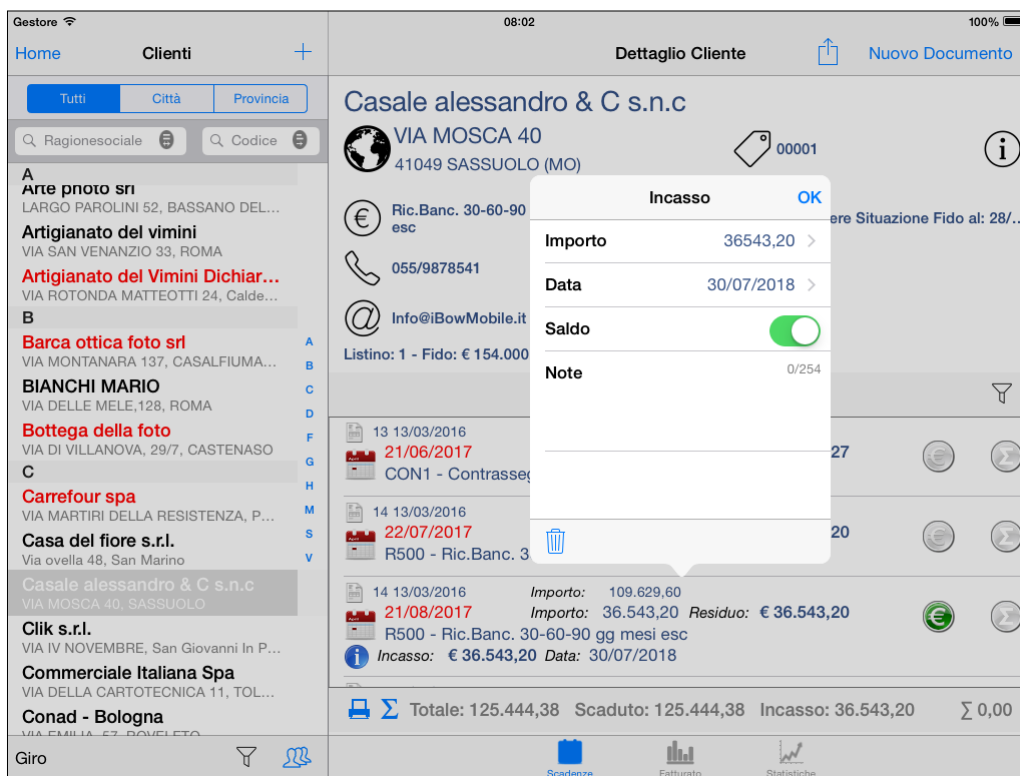 Gestore
08:02
100%
Home
Clienti
Dettaglio Cliente
Nuovo Documento
Tutti
Città
Provincia
Ragionesociale
Codice
A
Arte photo srl
LARGO PAROLINI 52, BASSANO DEL...
Artigianato del vimini
VIA SAN VENANZIO 33, ROMA
Artigianato del Vimini Dichiar...
VIA ROTONDA MATTEOTTI 24, Calde...
B
Barca ottica foto srl
VIA MONTANARA 137, CASALFIUMA...
BIANCHI MARIO
VIA DELLE MELE,128, ROMA
Bottega della foto
VIA DI VILLANOVA, 29/7, CASTENASO
C
Carrefour spa
VIA MARTIRI DELLA RESISTENZA, P...
Casa del fiore s.r.l.
Via ovella 48, San Marino
Casale alessandro & C s.n.c
VIA MOSCA 40, SASSUOLO
Clik s.r.l.
VIA IV NOVEMBRE, San Giovanni In P...
Commerciale Italiana Spa
VIA DELLA CARTOTECNICA 11, TOL...
Conad - Bologna
VIA EMILIA, 57, ROVELETO
A
B
C
D
F
G
H
M
S
V
Giro
Casale alessandro & C s.n.c
VIA MOSCA 40
41049 SASSUOLO (MO)
00001
Ric.Banc. 30-60-90
esc
ere Situazione Fido al: 28/..
055/9878541
Info@iBowMobile.it
Listino: 1 - Fido: € 154.000
Incasso
OK
Importo 36543,20
Data 30/07/2018
Saldo
Note 0/254
13 13/03/2016
21/06/2017 27
CON1 - Contrasseg
14 13/03/2016
22/07/2017 20
R500 - Ric.Banc. 3
14 13/03/2016 Importo: 109.629,60
21/08/2017 Importo: 36.543,20 Residuo: € 36.543,20
R500 - Ric.Banc. 30-60-90 gg mesi esc
Incasso: € 36.543,20 Data: 30/07/2018
Σ Totale: 125.444,38 Scaduto: 125.444,38 Incasso: 36.543,20 ∑ 0,00
Scadenze
Fatturato
Statistiche